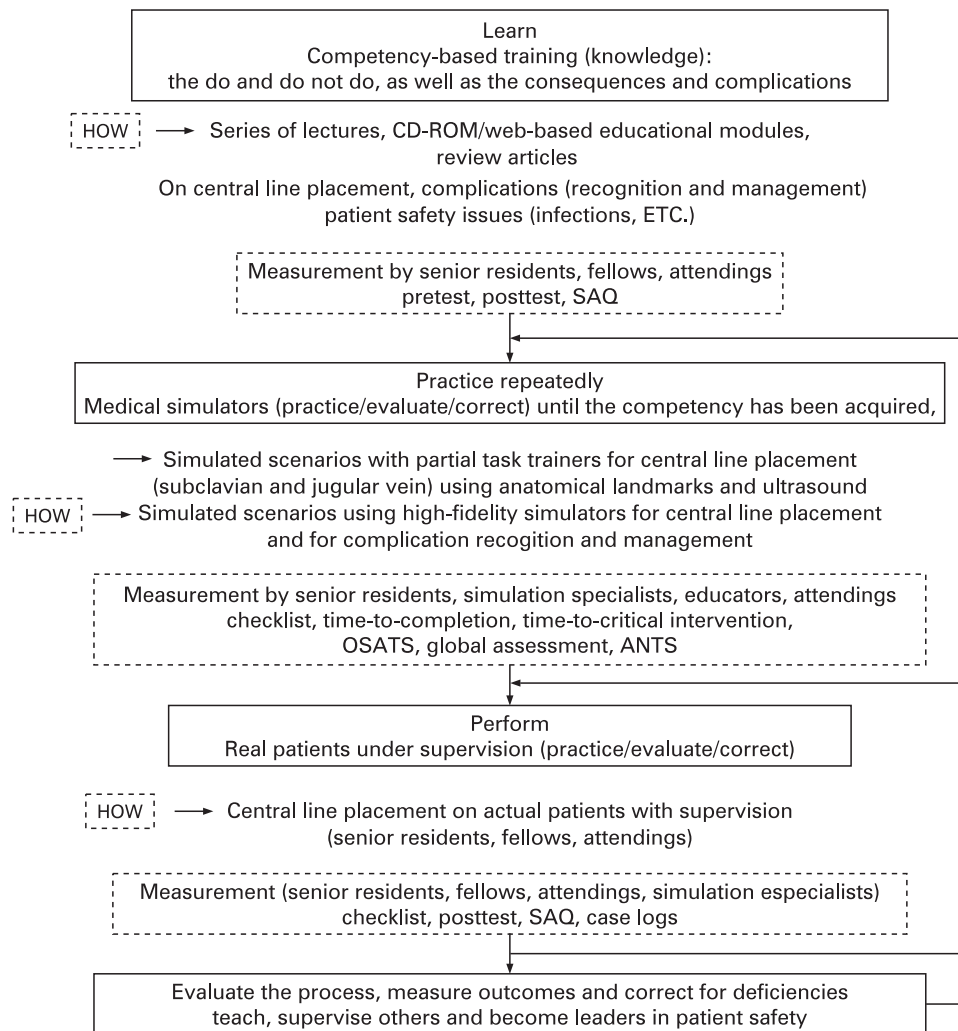 Learn
Competency-based training (knowledge):
the do and do not do, as well as the consequences and complications
HOW
Series of lectures, CD-ROM/web-based educational modules,
review articles
On central line placement, complications (recognition and management)
patient safety issues (infections, ETC.)
Measurement by senior residents, fellows, attendings
pretest, posttest, SAQ
Practice repeatedly
Medical simulators (practice/evaluate/correct) until the competency has been acquired,
Simulated scenarios with partial task trainers for central line placement
(subclavian and jugular vein) using anatomical landmarks and ultrasound
HOW
Simulated scenarios using high-fidelity simulators for central line placement
and for complication recogition and management
Measurement by senior residents, simulation specialists, educators, attendings
checklist, time-to-completion, time-to-critical intervention,
OSATS, global assessment, ANTS
Perform
Real patients under supervision (practice/evaluate/correct)
HOW
Central line placement on actual patients with supervision
(senior residents, fellows, attendings)
Measurement (senior residents, fellows, attendings, simulation especialists)
checklist, posttest, SAQ, case logs
Evaluate the process, measure outcomes and correct for deficiencies
teach, supervise others and become leaders in patient safety